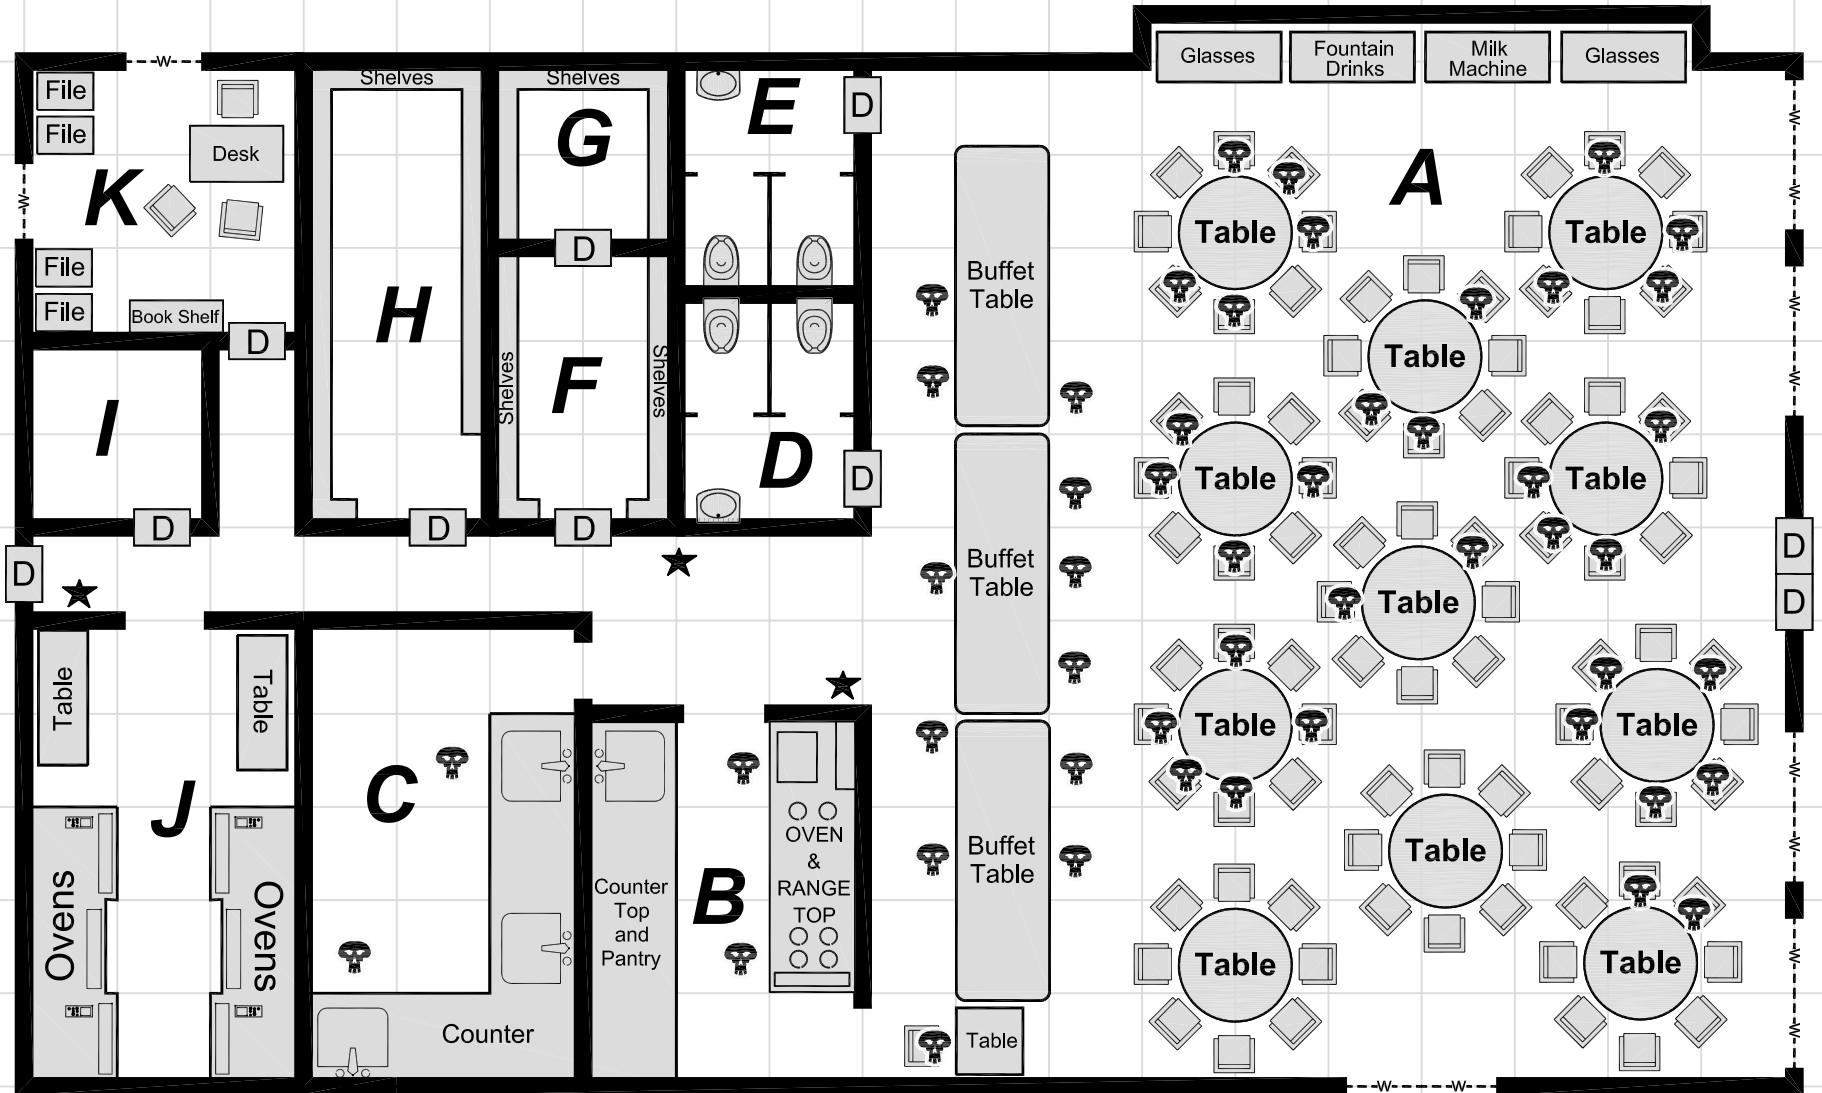 Glasses
Fountain
Drinks
Milk
Machine
Glasses
W
File
File
Desk
K
W
File
File
Book Shelf
D
Shelves
H
Shelves
G
D
F
Shelves
Shelves
E
D
D
D
I
D
D
D
D
A
W
W
W
W
Buffet
Table
Buffet
Table
Buffet
Table
Table
Table
Table
Table
Table
Table
Table
Table
Table
Table
Table
Table
D
D
W
W
W
W W
Table
Table
J
Ovens
Ovens
C
Counter
Counter
Top
and
Pantry
B
OVEN
&
RANGE
TOP